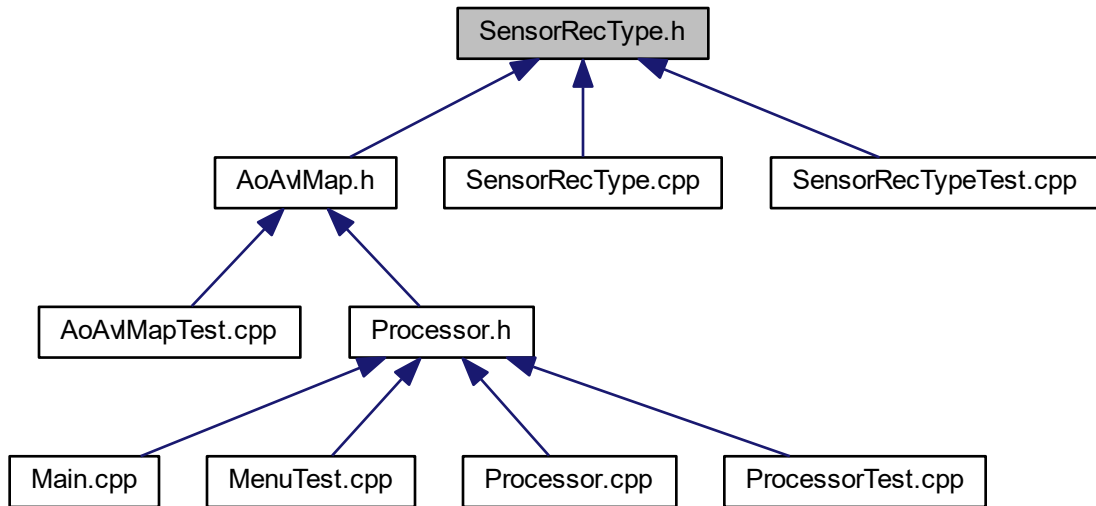 SensorRecType.h
AoAvlMap.h
SensorRecType.cpp
SensorRecTypeTest.cpp
AoAvlMapTest.cpp
Processor.h
Main.cpp
MenuTest.cpp
Processor.cpp
ProcessorTest.cpp